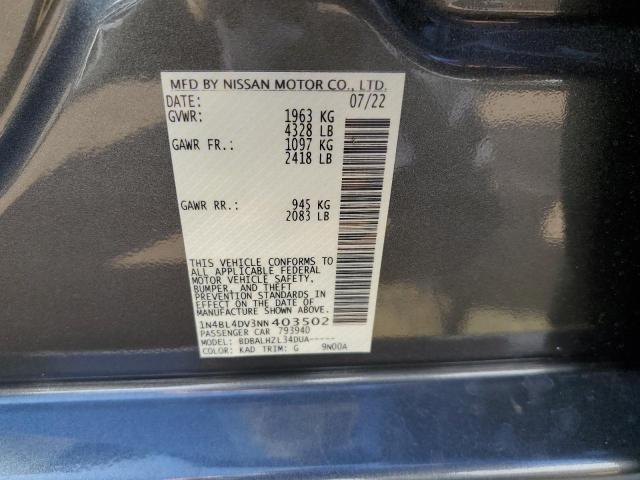 MFD BY NISSAN MOTOR CO., LTD.
DATE: 07/22
GVWR: 1963 KG
4328 LB
GAWR FR.: 1097 KG
2418 LB
GAWR RR.: 945 KG
2083 LB
THIS VEHICLE CONFORMS TO
ALL APPLICABLE FEDERAL
MOTOR VEHICLE SAFETY,
BUMPER, AND THEFT
PREVENTION STANDARDS IN
EFFECT ON THE DATE OF
MANUFACTURE SHOWN ABOVE.
1N4BL4DV3NN403502
PASSENGER CAR 793940
MODEL: BDBALHZL34DUA-----
COLOR: KAD TRIM: G 9N00A